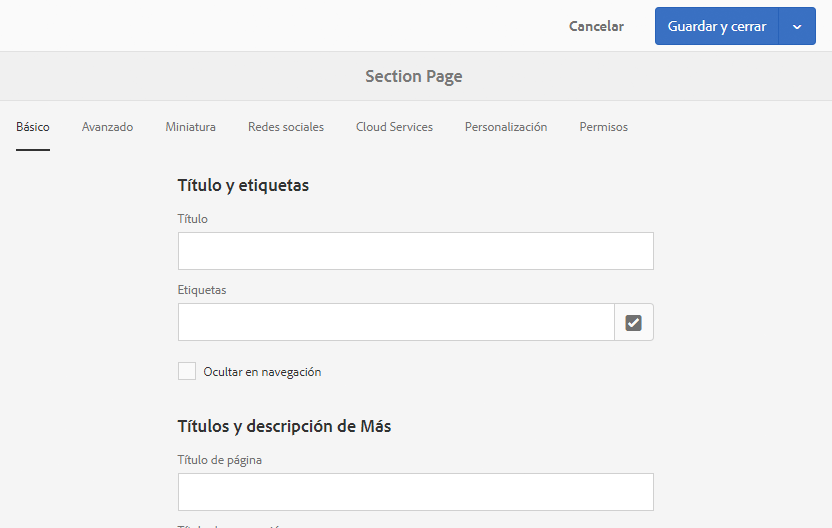 Cancelar
Guardar y cerrar
Section Page
Básico Avanzado Miniatura Redes sociales Cloud Services Personalización Permisos
Título y etiquetas
Título
Etiquetas
Ocultar en navegación
Títulos y descripción de Más
Título de página